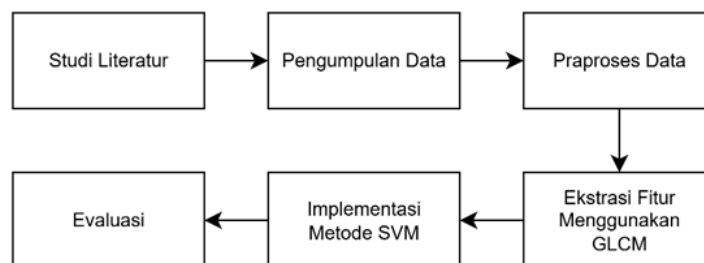 Studi Literatur
Pengumpulan Data
Praproses Data
Ekstrasi Fitur
Menggunakan
GLCM
Implementasi
Metode SVM
Evaluasi